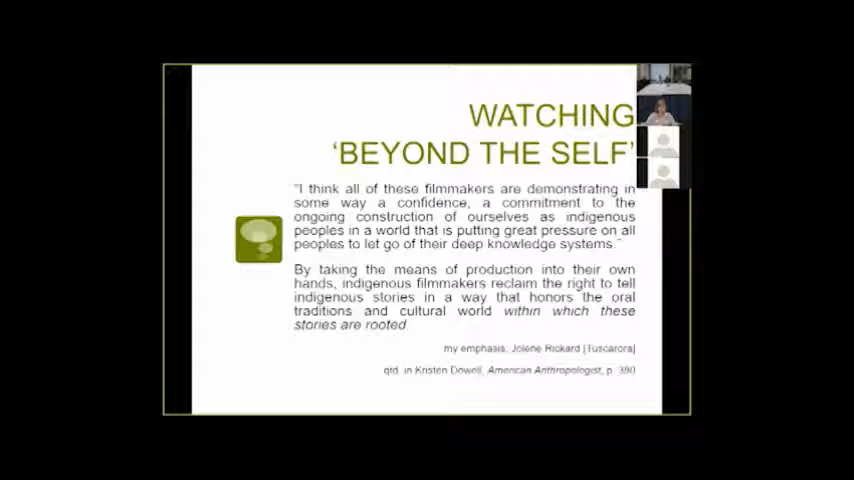 WATCHING
‘BEYOND THE SELF’
"I think all of these filmmakers are demonstrating in
some way a confidence, a commitment to the
ongoing construction of ourselves as indigenous
peoples in a world that is putting great pressure on all
peoples to let go of their deep knowledge systems."
By taking the means of production into their own
hands, indigenous filmmakers reclaim the right to tell
indigenous stories in a way that honors the oral
traditions and cultural world within which these
stories are rooted
my emphasis, Jolene Rickard [Tuscarora]
qtd. in Kristen Dowell, American Anthropologist, p. 380